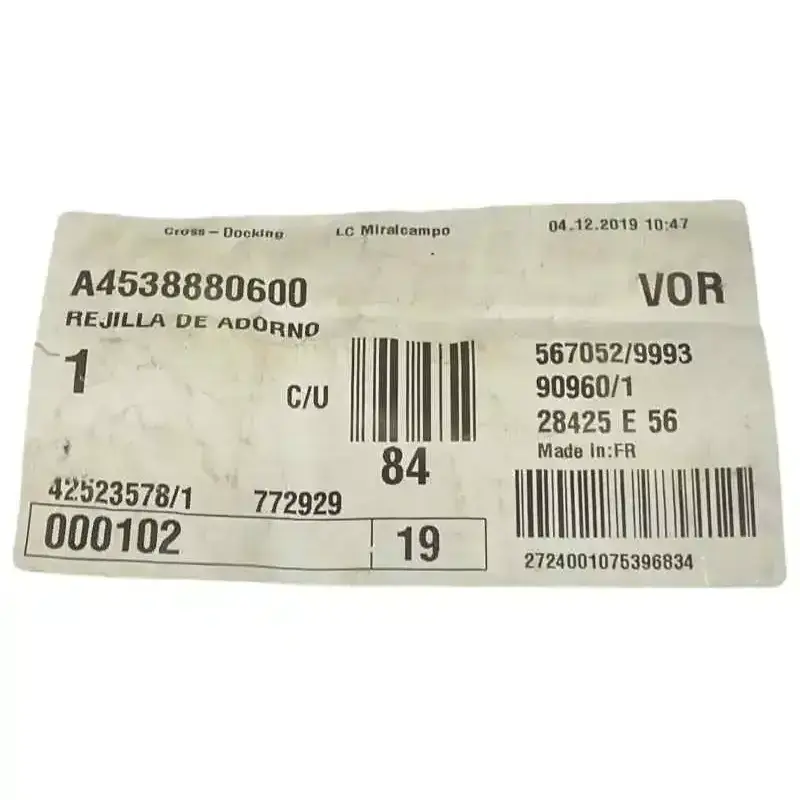 Cross-Docking LC Miralcampo 04.12.2019 10:47
A4538880600 VOR
REJILLA DE ADORNO
1 C/U 567052/9993
90960/1
28425 E 56
84 Made in:FR
42523578/1 772929
000102 19
2724001075396834